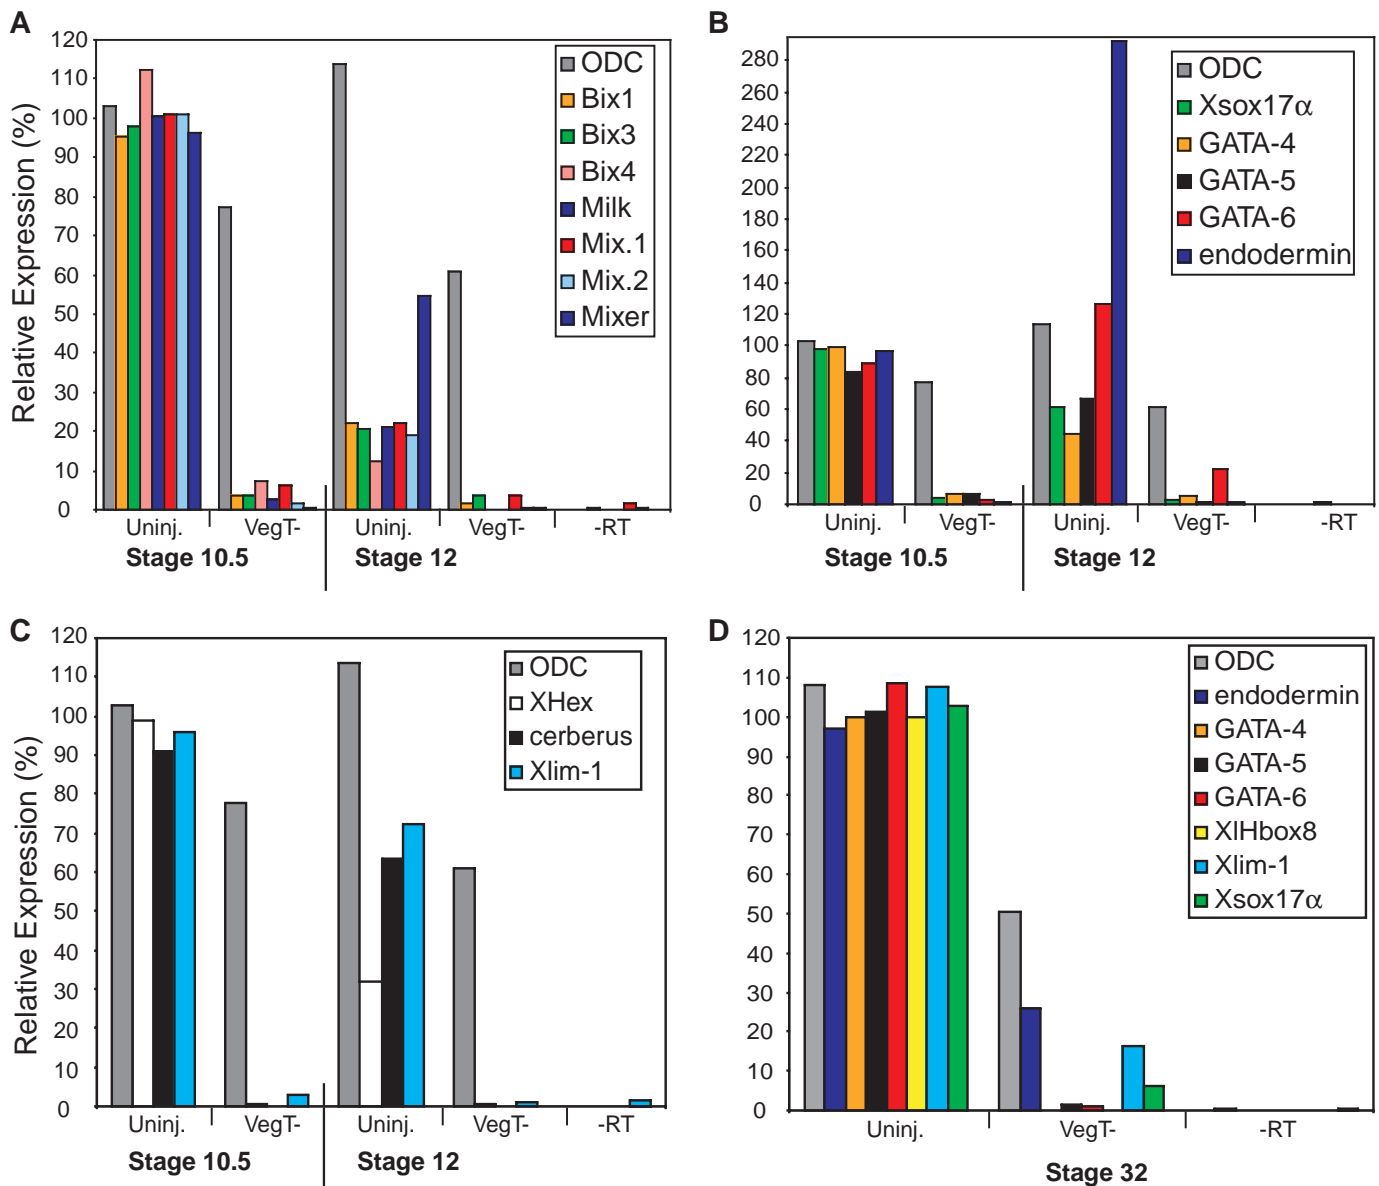 A
Relative Expression (%)
120
110
100
90
80
70
60
50
40
30
20
10
0
ODC
Bix1
Bix3
Bix4
Milk
Mix.1
Mix.2
Mixer
Uninj.
VegT-
Uninj.
VegT-
-RT
Stage 10.5
Stage 12
B
280
260
240
220
200
180
160
140
120
100
80
60
40
20
0
ODC
Xsox17α
GATA-4
GATA-5
GATA-6
endodermin
Uninj.
VegT-
Uninj.
VegT-
-RT
Stage 10.5
Stage 12
C
Relative Expression (%)
120
110
100
90
80
70
60
50
40
30
20
10
0
ODC
XHex
cerberus
Xlim-1
Uninj.
VegT-
Uninj.
VegT-
-RT
Stage 10.5
Stage 12
D
120
110
100
90
80
70
60
50
40
30
20
10
0
ODC
endodermin
GATA-4
GATA-5
GATA-6
XlHbox8
Xlim-1
Xsox17α
Uninj.
VegT-
-RT
Stage 32